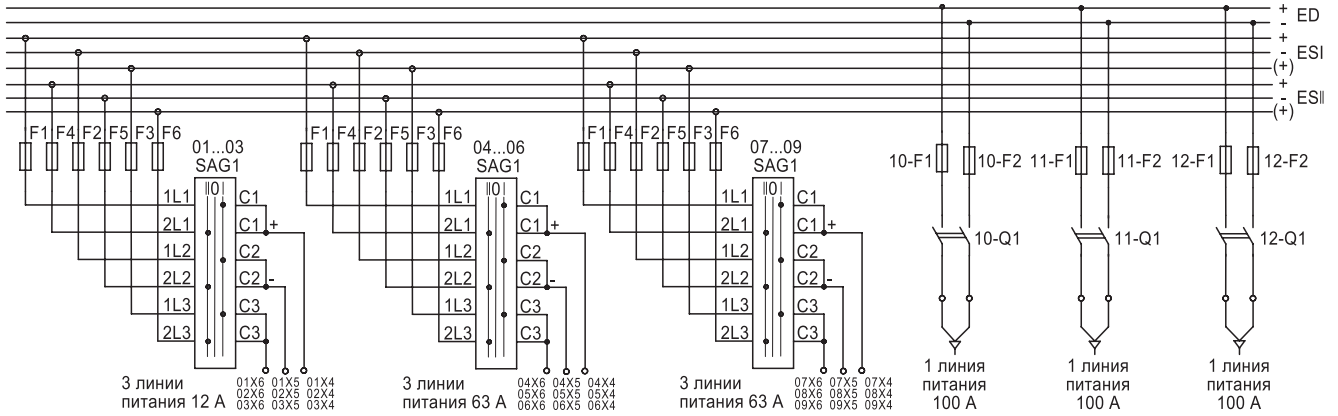 + ED
-
+
- ESI
(+)
+
- ESII
(+)
F1 F4 F2 F5 F3 F6
01...03
SAG1
||0|
1L1 C1
2L1 C1 +
1L2 C2
2L2 C2 -
1L3 C3
2L3 C3
3 линии
питания 12 А
01X6 01X5 01X4
02X6 02X5 02X4
03X6 03X5 03X4
F1 F4 F2 F5 F3 F6
04...06
SAG1
||0|
1L1 C1
2L1 C1 +
1L2 C2
2L2 C2 -
1L3 C3
2L3 C3
3 линии
питания 63 А
04X6 04X5 04X4
05X6 05X5 05X4
06X6 06X5 06X4
F1 F4 F2 F5 F3 F6
07...09
SAG1
||0|
1L1 C1
2L1 C1 +
1L2 C2
2L2 C2 -
1L3 C3
2L3 C3
3 линии
питания 63 А
07X6 07X5 07X4
08X6 08X5 08X4
09X6 09X5 09X4
10-F1 10-F2
10-Q1
1 линия
питания
100 А
11-F1 11-F2
11-Q1
1 линия
питания
100 А
12-F1 12-F2
12-Q1
1 линия
питания
100 А